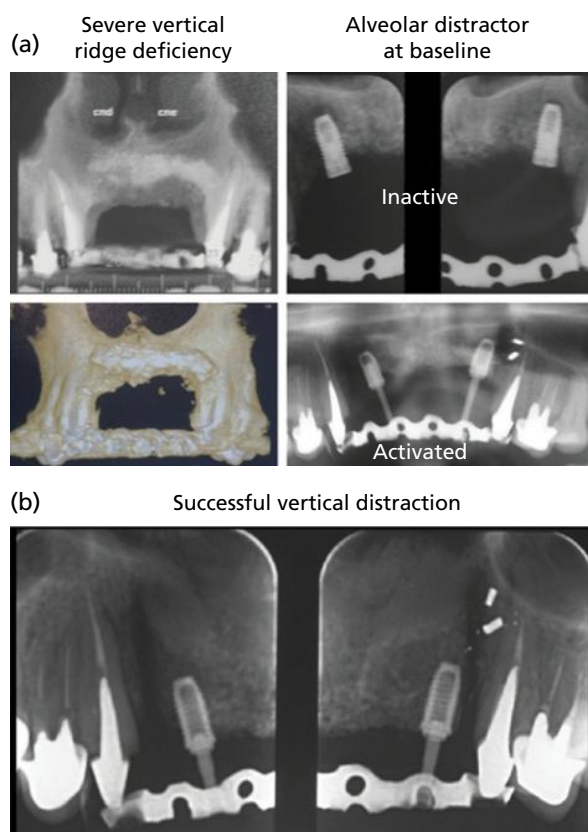 (a)
Severe vertical
ridge deficiency
Alveolar distractor
at baseline
Inactive
Activated
(b)
Successful vertical distraction